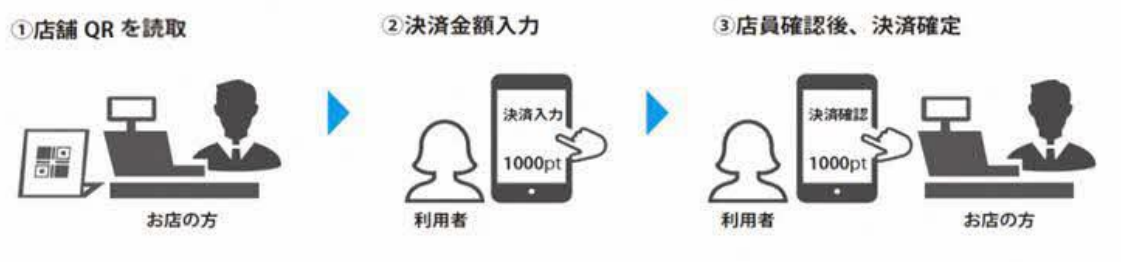 ①店舗 QR を読取
お店の方
②決済金額入力
決済入力
1000pt
利用者
③店員確認後、決済確定
決済確認
1000pt
利用者
お店の方